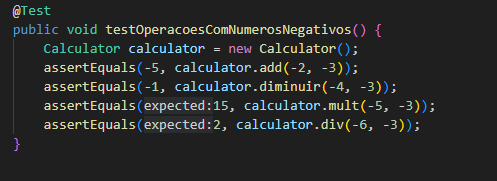 @Test
public void testOperacoesComNumerosNegativos() {
Calculator calculator = new Calculator();
assertEquals(-5, calculator.add(-2, -3));
assertEquals(-1, calculator.diminuir(-4, -3));
assertEquals(expected:15, calculator.mult(-5, -3));
assertEquals(expected:2, calculator.div(-6, -3));
}